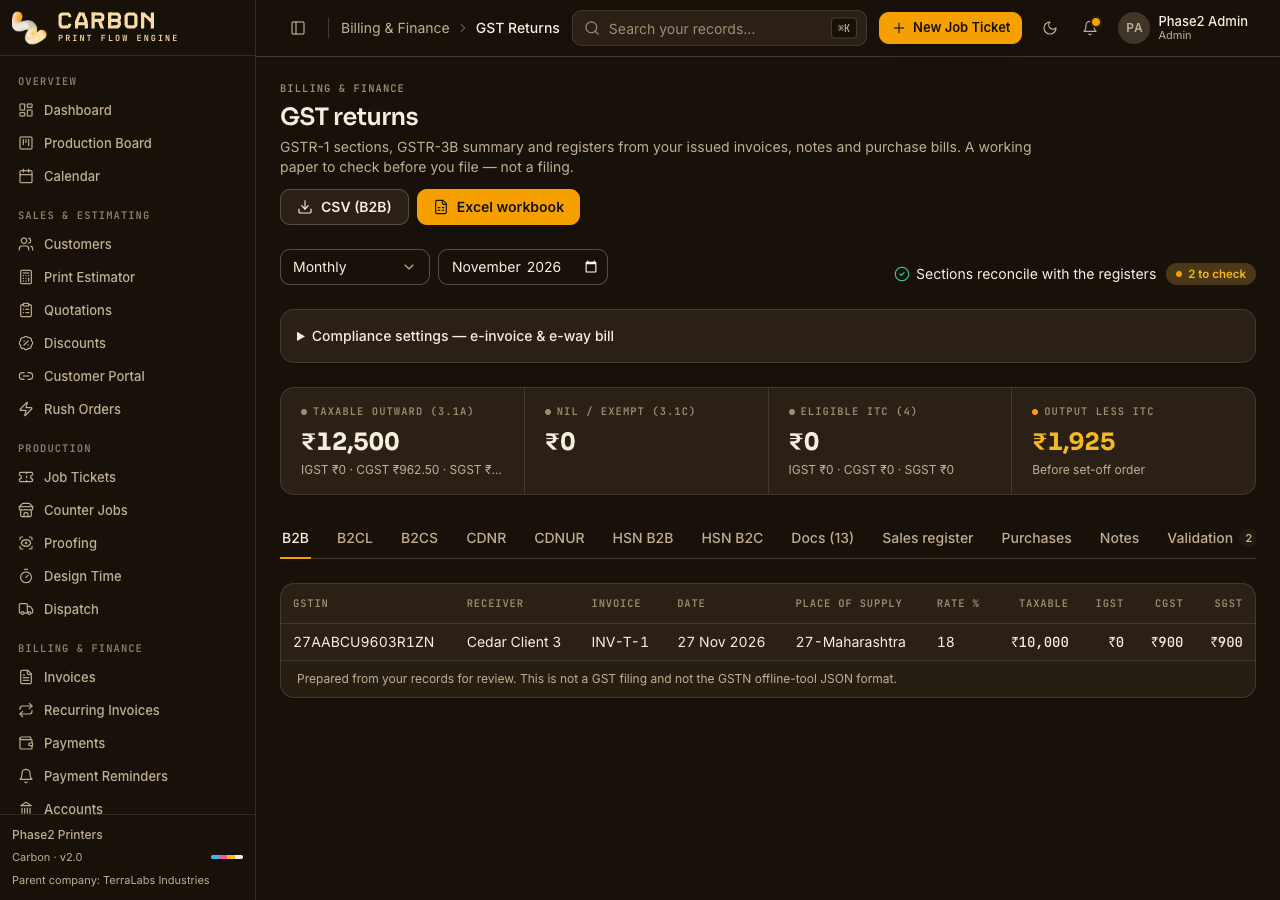 CARBON
PRINT FLOW ENGINE
OVERVIEW
Dashboard
Production Board
Calendar
SALES & ESTIMATING
Customers
Print Estimator
Quotations
Discounts
Customer Portal
Rush Orders
PRODUCTION
Job Tickets
Counter Jobs
Proofing
Design Time
Dispatch
BILLING & FINANCE
Invoices
Recurring Invoices
Payments
Payment Reminders
Accounts
Phase2 Printers
Carbon · v2.0
Parent company: TerraLabs Industries
Billing & Finance > GST Returns
Search your records... ⌘K
+ New Job Ticket
PA
Phase2 Admin
Admin
BILLING & FINANCE
GST returns
GSTR-1 sections, GSTR-3B summary and registers from your issued invoices, notes and purchase bills. A working
paper to check before you file — not a filing.
CSV (B2B) Excel workbook
Monthly November 2026
Sections reconcile with the registers 2 to check
Compliance settings — e-invoice & e-way bill
TAXABLE OUTWARD (3.1A)
₹12,500
IGST ₹0 · CGST ₹962.50 · SGST ₹...
NIL / EXEMPT (3.1C)
₹0
ELIGIBLE ITC (4)
₹0
IGST ₹0 · CGST ₹0 · SGST ₹0
OUTPUT LESS ITC
₹1,925
Before set-off order
B2B B2CL B2CS CDNR CDNUR HSN B2B HSN B2C Docs (13) Sales register Purchases Notes Validation 2
GSTIN RECEIVER INVOICE DATE PLACE OF SUPPLY RATE % TAXABLE IGST CGST SGST
27AABCU9603R1ZN Cedar Client 3 INV-T-1 27 Nov 2026 27-Maharashtra 18 ₹10,000 ₹0 ₹900 ₹900
Prepared from your records for review. This is not a GST filing and not the GSTN offline-tool JSON format.